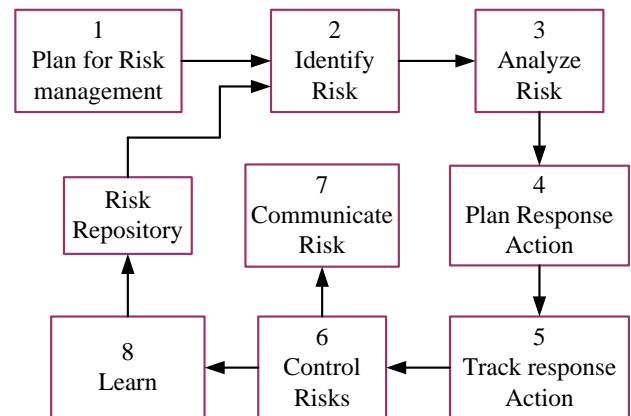 1
Plan for Risk
management
2
Identify
Risk
3
Analyze
Risk
Risk
Repository
7
Communicate
Risk
4
Plan Response
Action
8
Learn
6
Control
Risks
5
Track response
Action